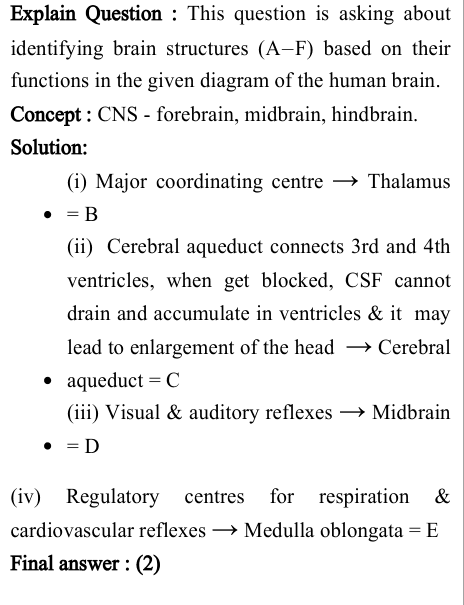 Explain Question : This question is asking about
identifying brain structures (A–F) based on their
functions in the given diagram of the human brain.
Concept : CNS - forebrain, midbrain, hindbrain.
Solution:
(i) Major coordinating centre → Thalamus
• = B
(ii) Cerebral aqueduct connects 3rd and 4th
ventricles, when get blocked, CSF cannot
drain and accumulate in ventricles & it may
lead to enlargement of the head → Cerebral
• aqueduct = C
(iii) Visual & auditory reflexes → Midbrain
• = D
(iv) Regulatory centres for respiration &
cardiovascular reflexes → Medulla oblongata = E
Final answer : (2)